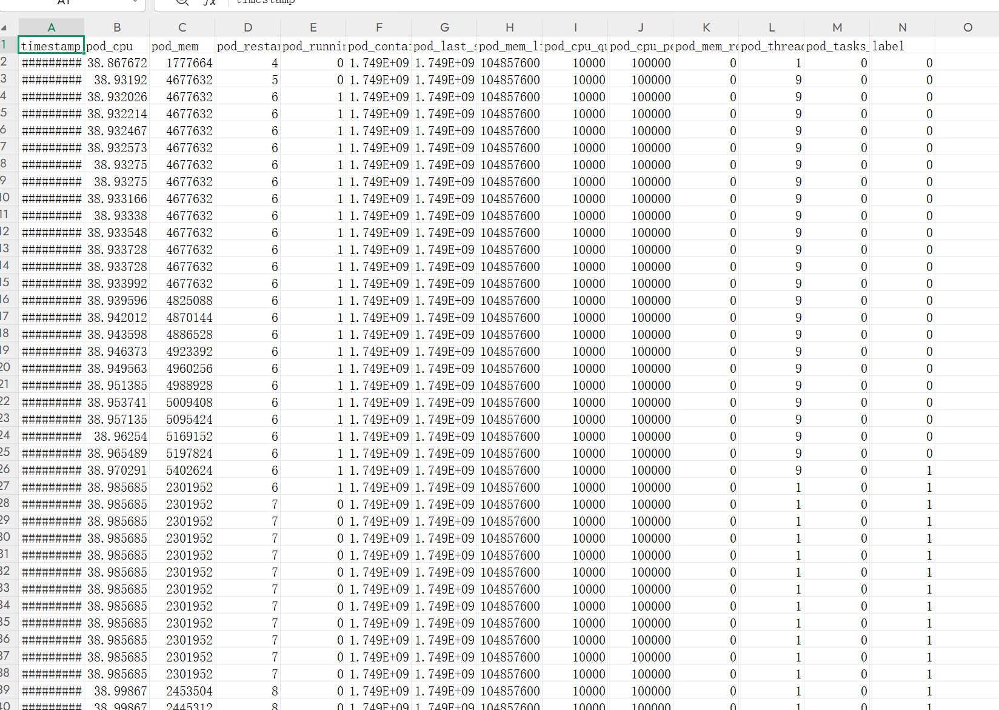 A1 fx timestamp
A B C D E F G H I J K L M N O
1 timestamp pod_cpu pod_mem pod_restar pod_runnin pod_contai pod_last_s pod_mem_li pod_cpu_qu pod_cpu_pe pod_mem_re pod_thread pod_tasks_ label
2 ######### 38.867672 1777664 4 0 1.749E+09 1.749E+09 104857600 10000 100000 0 1 0 0
3 ######### 38.93192 4677632 5 0 1.749E+09 1.749E+09 104857600 10000 100000 0 9 0 0
4 ######### 38.932026 4677632 6 1 1.749E+09 1.749E+09 104857600 10000 100000 0 9 0 0
5 ######### 38.932214 4677632 6 1 1.749E+09 1.749E+09 104857600 10000 100000 0 9 0 0
6 ######### 38.932467 4677632 6 1 1.749E+09 1.749E+09 104857600 10000 100000 0 9 0 0
7 ######### 38.932573 4677632 6 1 1.749E+09 1.749E+09 104857600 10000 100000 0 9 0 0
8 ######### 38.93275 4677632 6 1 1.749E+09 1.749E+09 104857600 10000 100000 0 9 0 0
9 ######### 38.93275 4677632 6 1 1.749E+09 1.749E+09 104857600 10000 100000 0 9 0 0
10 ######### 38.933166 4677632 6 1 1.749E+09 1.749E+09 104857600 10000 100000 0 9 0 0
11 ######### 38.93338 4677632 6 1 1.749E+09 1.749E+09 104857600 10000 100000 0 9 0 0
12 ######### 38.933548 4677632 6 1 1.749E+09 1.749E+09 104857600 10000 100000 0 9 0 0
13 ######### 38.933728 4677632 6 1 1.749E+09 1.749E+09 104857600 10000 100000 0 9 0 0
14 ######### 38.933728 4677632 6 1 1.749E+09 1.749E+09 104857600 10000 100000 0 9 0 0
15 ######### 38.933992 4677632 6 1 1.749E+09 1.749E+09 104857600 10000 100000 0 9 0 0
16 ######### 38.939596 4825088 6 1 1.749E+09 1.749E+09 104857600 10000 100000 0 9 0 0
17 ######### 38.942012 4870144 6 1 1.749E+09 1.749E+09 104857600 10000 100000 0 9 0 0
18 ######### 38.943598 4886528 6 1 1.749E+09 1.749E+09 104857600 10000 100000 0 9 0 0
19 ######### 38.946373 4923392 6 1 1.749E+09 1.749E+09 104857600 10000 100000 0 9 0 0
20 ######### 38.949563 4960256 6 1 1.749E+09 1.749E+09 104857600 10000 100000 0 9 0 0
21 ######### 38.951385 4988928 6 1 1.749E+09 1.749E+09 104857600 10000 100000 0 9 0 0
22 ######### 38.953741 5009408 6 1 1.749E+09 1.749E+09 104857600 10000 100000 0 9 0 0
23 ######### 38.957135 5095424 6 1 1.749E+09 1.749E+09 104857600 10000 100000 0 9 0 0
24 ######### 38.96254 5169152 6 1 1.749E+09 1.749E+09 104857600 10000 100000 0 9 0 0
25 ######### 38.965489 5197824 6 1 1.749E+09 1.749E+09 104857600 10000 100000 0 9 0 0
26 ######### 38.970291 5402624 6 1 1.749E+09 1.749E+09 104857600 10000 100000 0 9 0 1
27 ######### 38.985685 2301952 6 1 1.749E+09 1.749E+09 104857600 10000 100000 0 1 0 1
28 ######### 38.985685 2301952 7 0 1.749E+09 1.749E+09 104857600 10000 100000 0 1 0 1
29 ######### 38.985685 2301952 7 0 1.749E+09 1.749E+09 104857600 10000 100000 0 1 0 1
30 ######### 38.985685 2301952 7 0 1.749E+09 1.749E+09 104857600 10000 100000 0 1 0 1
31 ######### 38.985685 2301952 7 0 1.749E+09 1.749E+09 104857600 10000 100000 0 1 0 1
32 ######### 38.985685 2301952 7 0 1.749E+09 1.749E+09 104857600 10000 100000 0 1 0 1
33 ######### 38.985685 2301952 7 0 1.749E+09 1.749E+09 104857600 10000 100000 0 1 0 1
34 ######### 38.985685 2301952 7 0 1.749E+09 1.749E+09 104857600 10000 100000 0 1 0 1
35 ######### 38.985685 2301952 7 0 1.749E+09 1.749E+09 104857600 10000 100000 0 1 0 1
36 ######### 38.985685 2301952 7 0 1.749E+09 1.749E+09 104857600 10000 100000 0 1 0 1
37 ######### 38.985685 2301952 7 0 1.749E+09 1.749E+09 104857600 10000 100000 0 1 0 1
38 ######### 38.985685 2301952 7 0 1.749E+09 1.749E+09 104857600 10000 100000 0 1 0 1
39 ######### 38.99867 2453504 8 0 1.749E+09 1.749E+09 104857600 10000 100000 0 1 0 1
40 ######### 38.99867 2445312 8 0 1.749E+09 1.749E+09 104857600 10000 100000 0 1 0 1